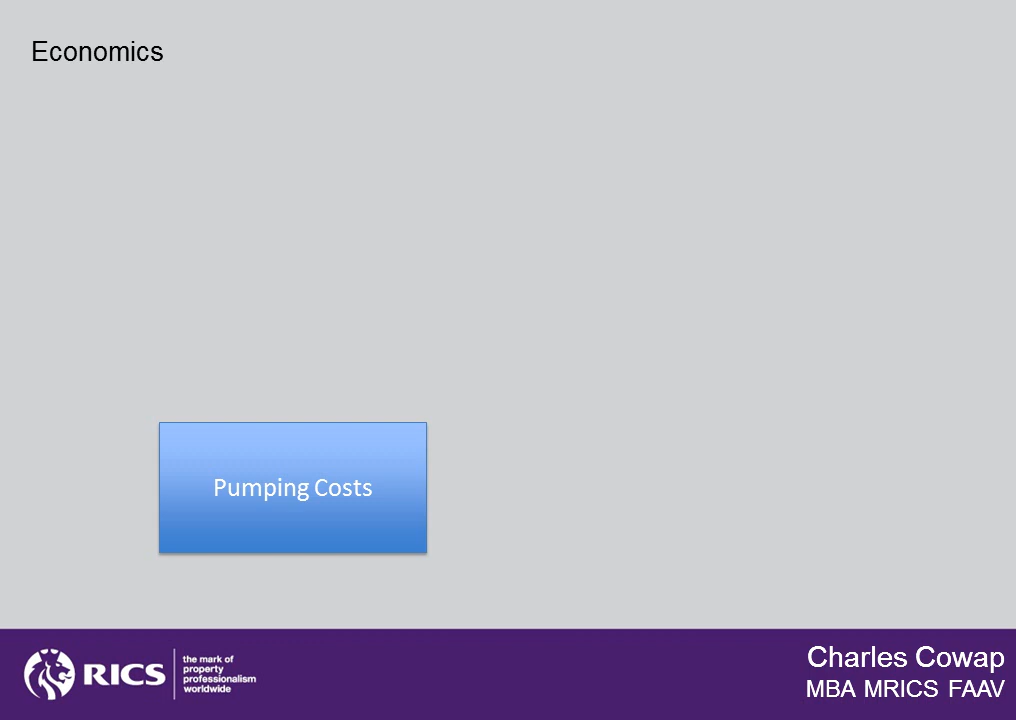 Economics
Pumping Costs
RICS
the mark of
property
professionalism
worldwide
Charles Cowap
MBA MRICS FAAV